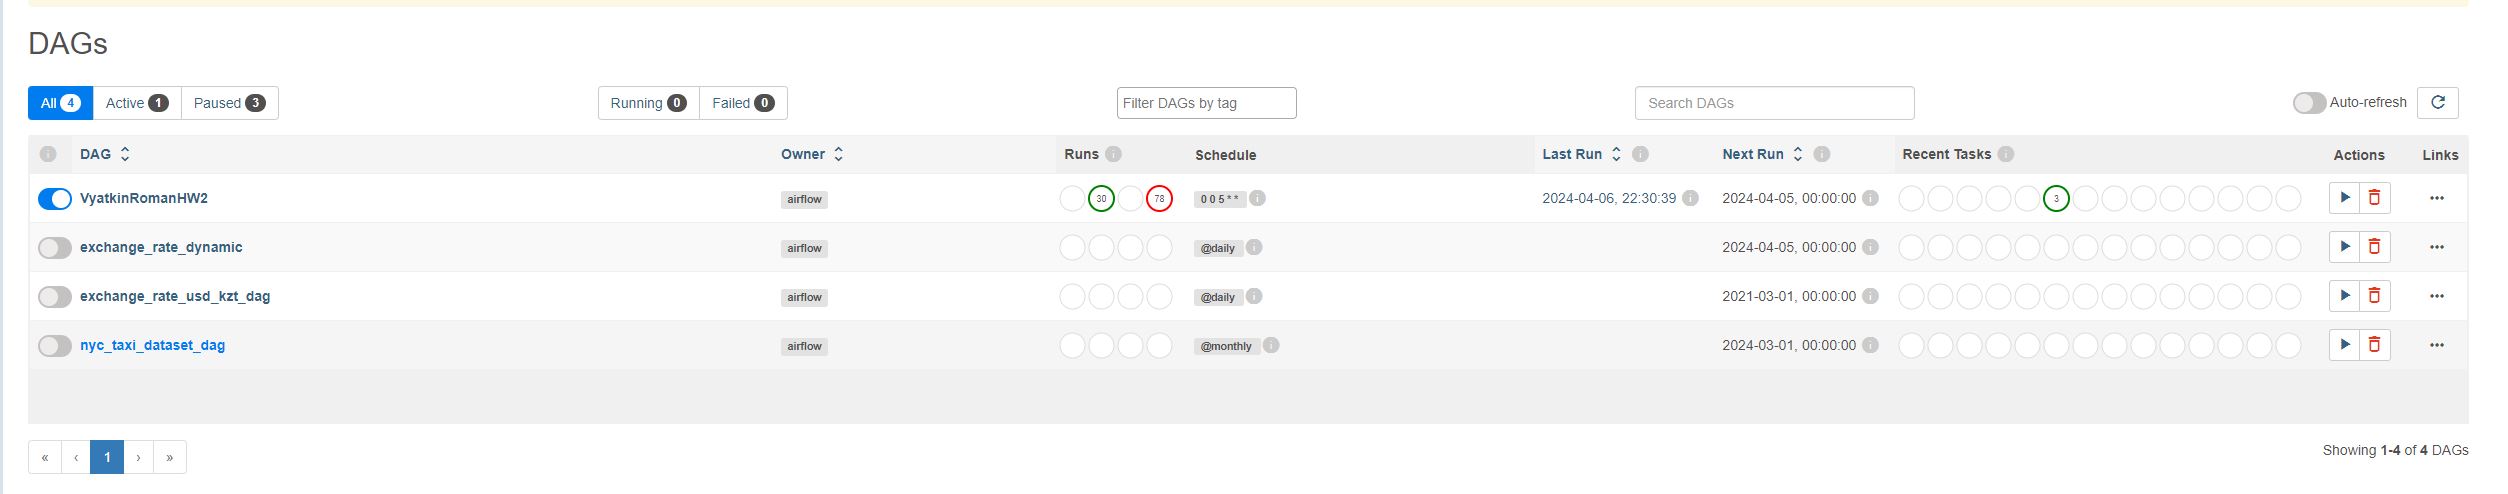 DAGs
All 4 Active 1 Paused 3 Running 0 Failed 0 Filter DAGs by tag Search DAGs Auto-refresh
DAG Owner Runs Schedule Last Run Next Run Recent Tasks Actions Links
VyatkinRomanHW2 airflow 30 78 0 0 5 * * 2024-04-06, 22:30:39 2024-04-05, 00:00:00 3
exchange_rate_dynamic airflow @daily 2024-04-05, 00:00:00
exchange_rate_usd_kzt_dag airflow @daily 2021-03-01, 00:00:00
nyc_taxi_dataset_dag airflow @monthly 2024-03-01, 00:00:00
« ‹ 1 › » Showing 1-4 of 4 DAGs